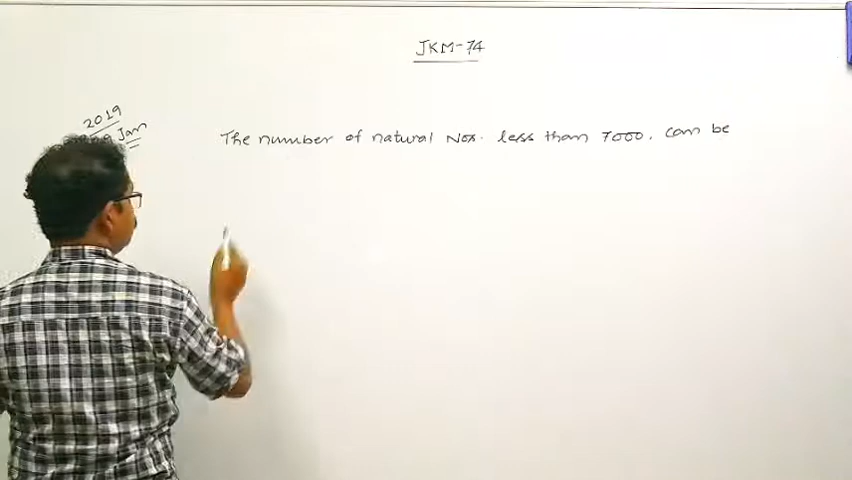 JKM-74
2019
Jan
The number of natural Nos. less than 7000. can be